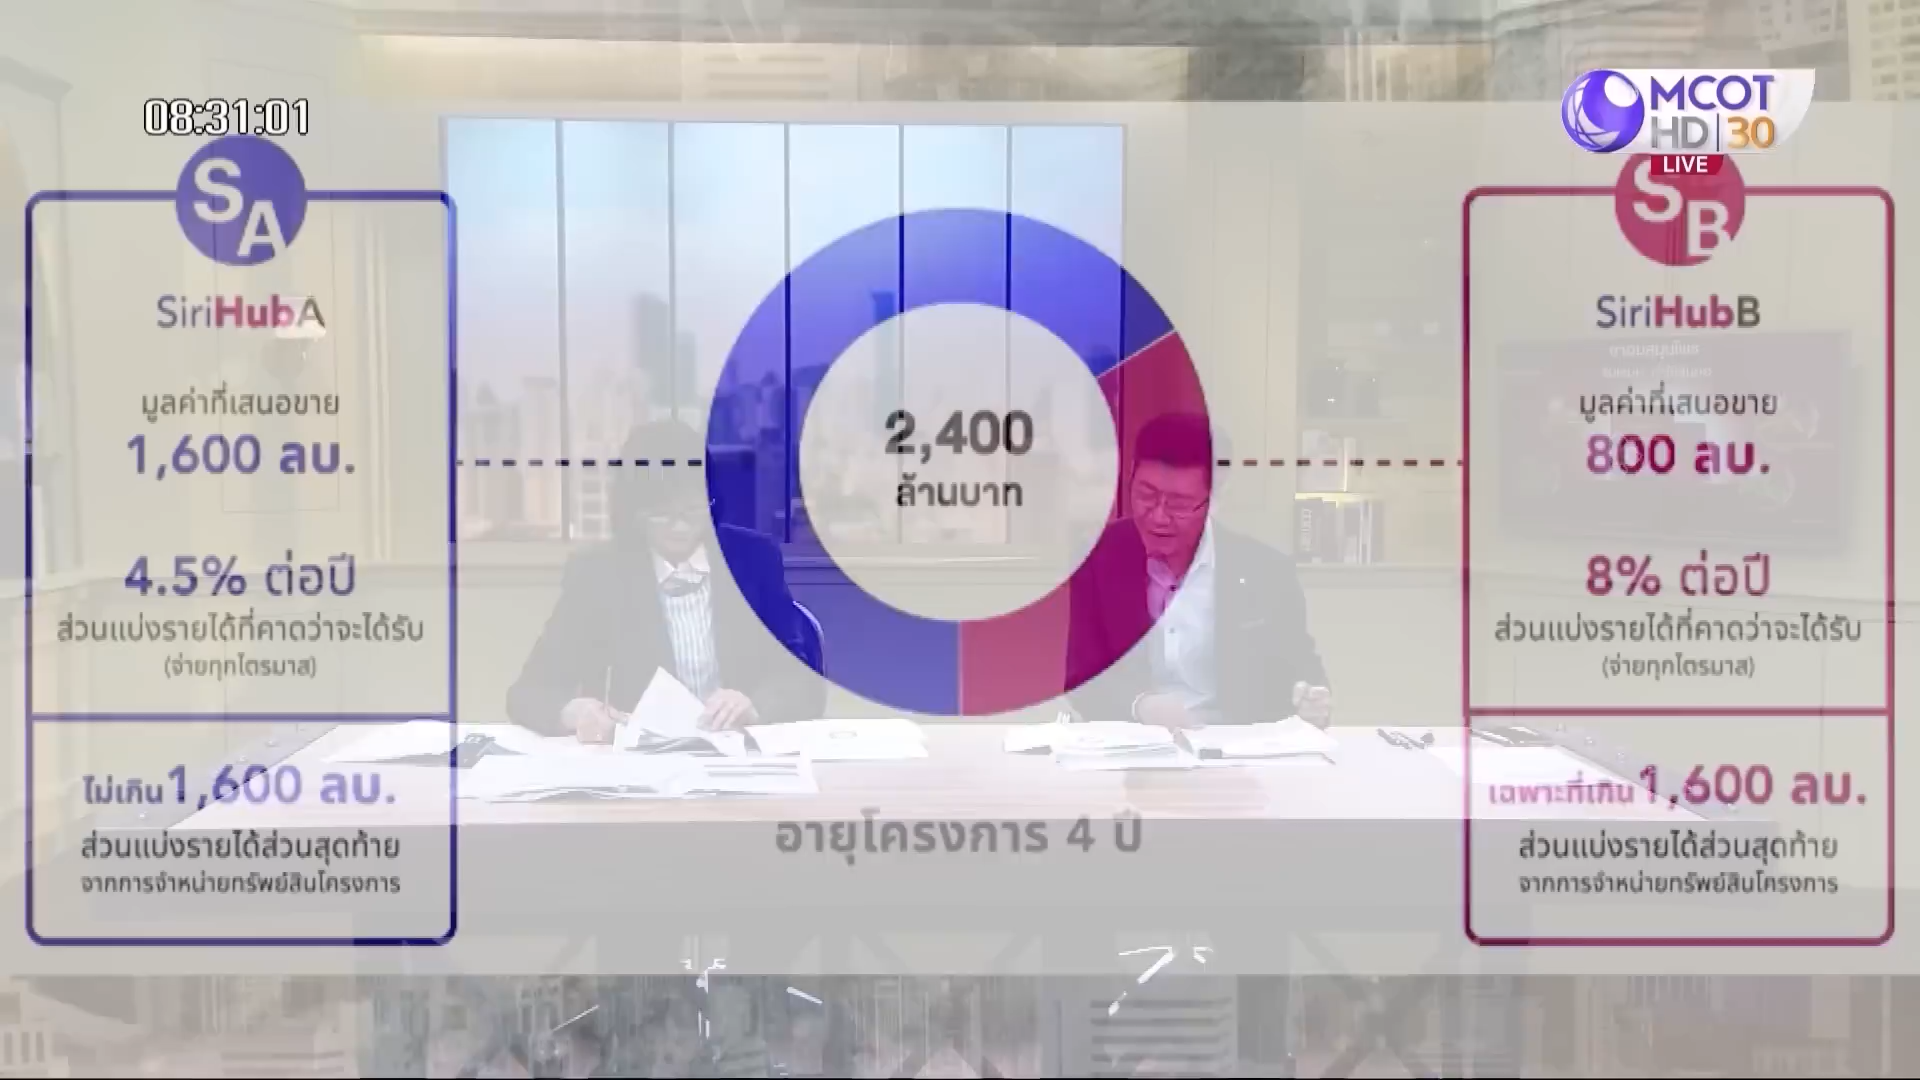 08:31:01
MCOT
HD 30
LIVE
SA
SiriHubA
มูลค่าที่เสนอขาย
1,600 ลบ.
4.5% ต่อปี
ส่วนแบ่งรายได้ที่คาดว่าจะได้รับ
(จ่ายทุกไตรมาส)
ไม่เกิน 1,600 ลบ.
ส่วนแบ่งรายได้ส่วนสุดท้าย
จากการจำหน่ายทรัพย์สินโครงการ
2,400
ล้านบาท
อายุโครงการ 4 ปี
SB
SiriHubB
มูลค่าที่เสนอขาย
800 ลบ.
8% ต่อปี
ส่วนแบ่งรายได้ที่คาดว่าจะได้รับ
(จ่ายทุกไตรมาส)
เฉพาะที่เกิน 1,600 ลบ.
ส่วนแบ่งรายได้ส่วนสุดท้าย
จากการจำหน่ายทรัพย์สินโครงการ